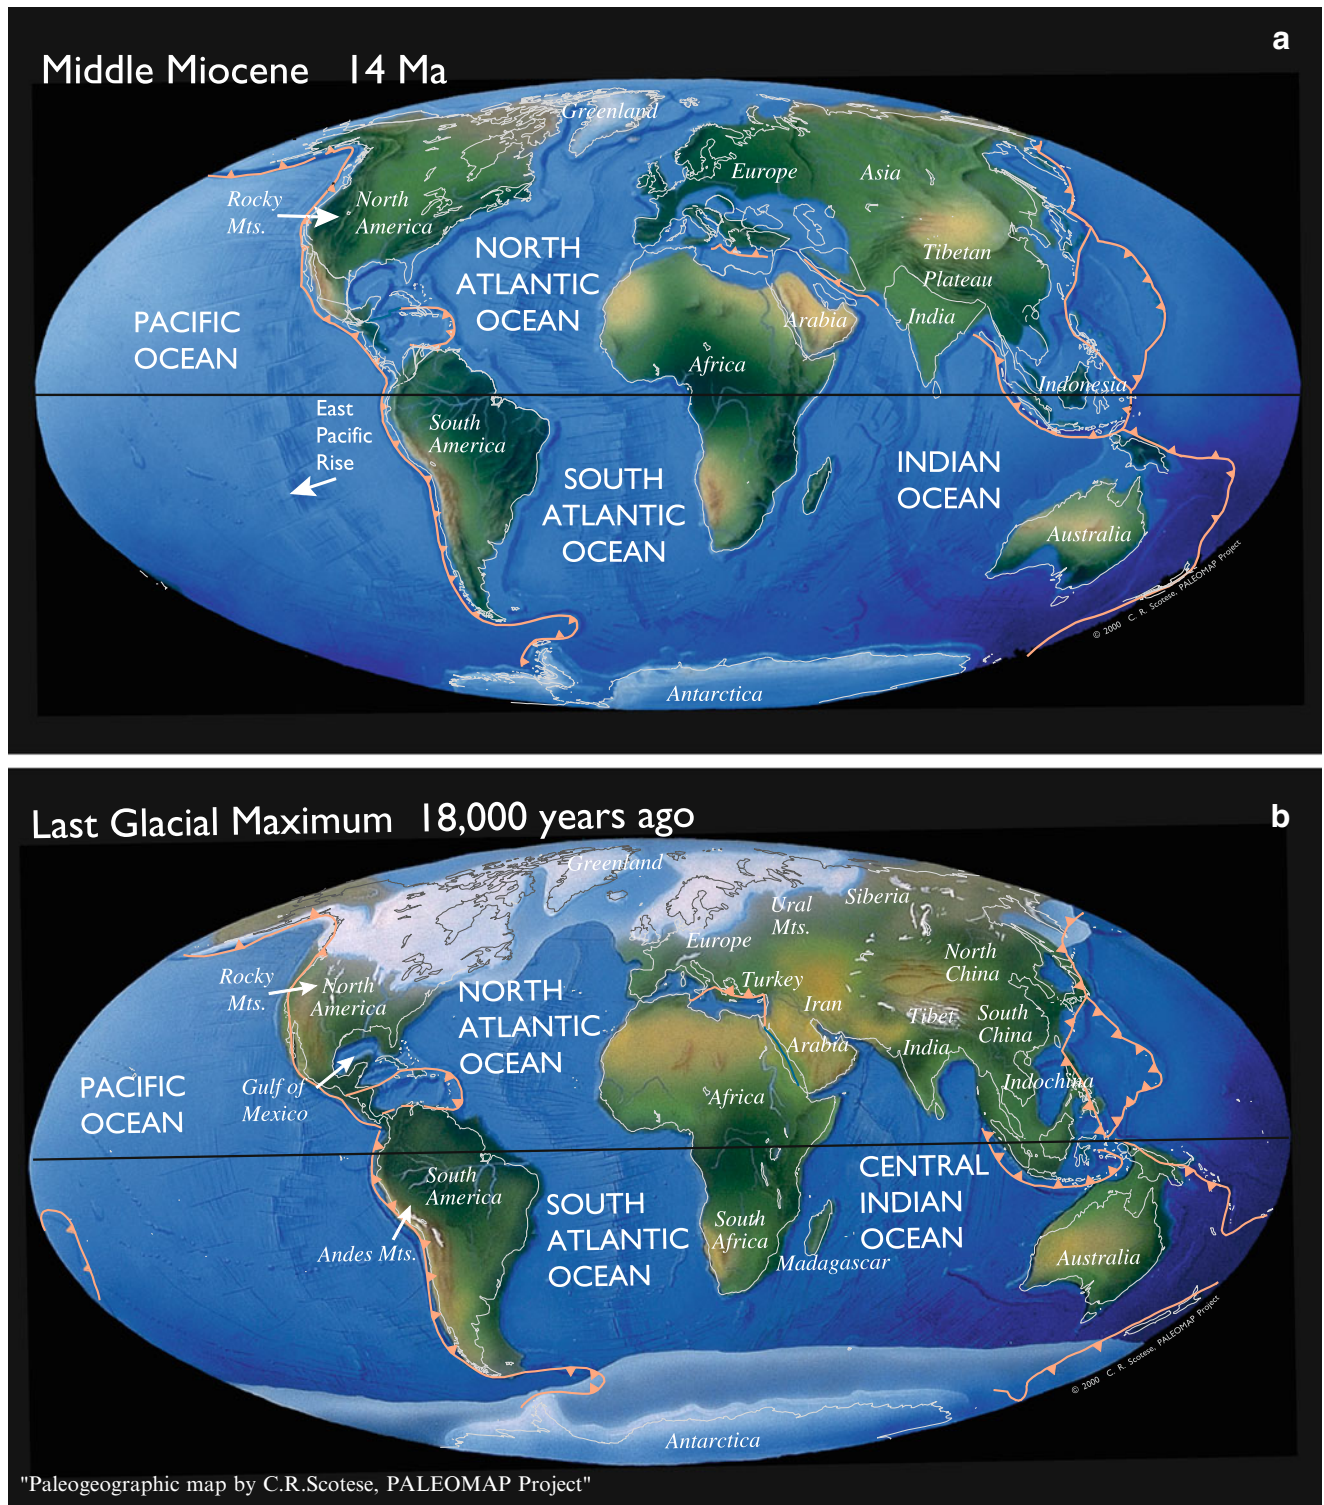 a
Middle Miocene 14 Ma
Greenland
Europe
Asia
Rocky
Mts.
North
America
NORTH
ATLANTIC
OCEAN
Tibetan
Plateau
PACIFIC
OCEAN
Arabia
India
Africa
Indonesia
East
Pacific
Rise
South
America
SOUTH
ATLANTIC
OCEAN
INDIAN
OCEAN
Australia
© 2000 C. R. Scotese, PALEOMAP Project
Antarctica
Last Glacial Maximum 18,000 years ago
b
Greenland
Ural
Mts.
Siberia
Europe
North
China
Rocky
Mts.
North
America
NORTH
ATLANTIC
OCEAN
Turkey
Iran
Tibet
South
China
Arabia
India
PACIFIC
OCEAN
Gulf of
Mexico
Africa
Indochina
South
America
CENTRAL
INDIAN
OCEAN
SOUTH
ATLANTIC
OCEAN
South
Africa
Andes Mts.
Madagascar
Australia
© 2000 C. R. Scotese, PALEOMAP Project
Antarctica
"Paleogeographic map by C.R.Scotese, PALEOMAP Project"